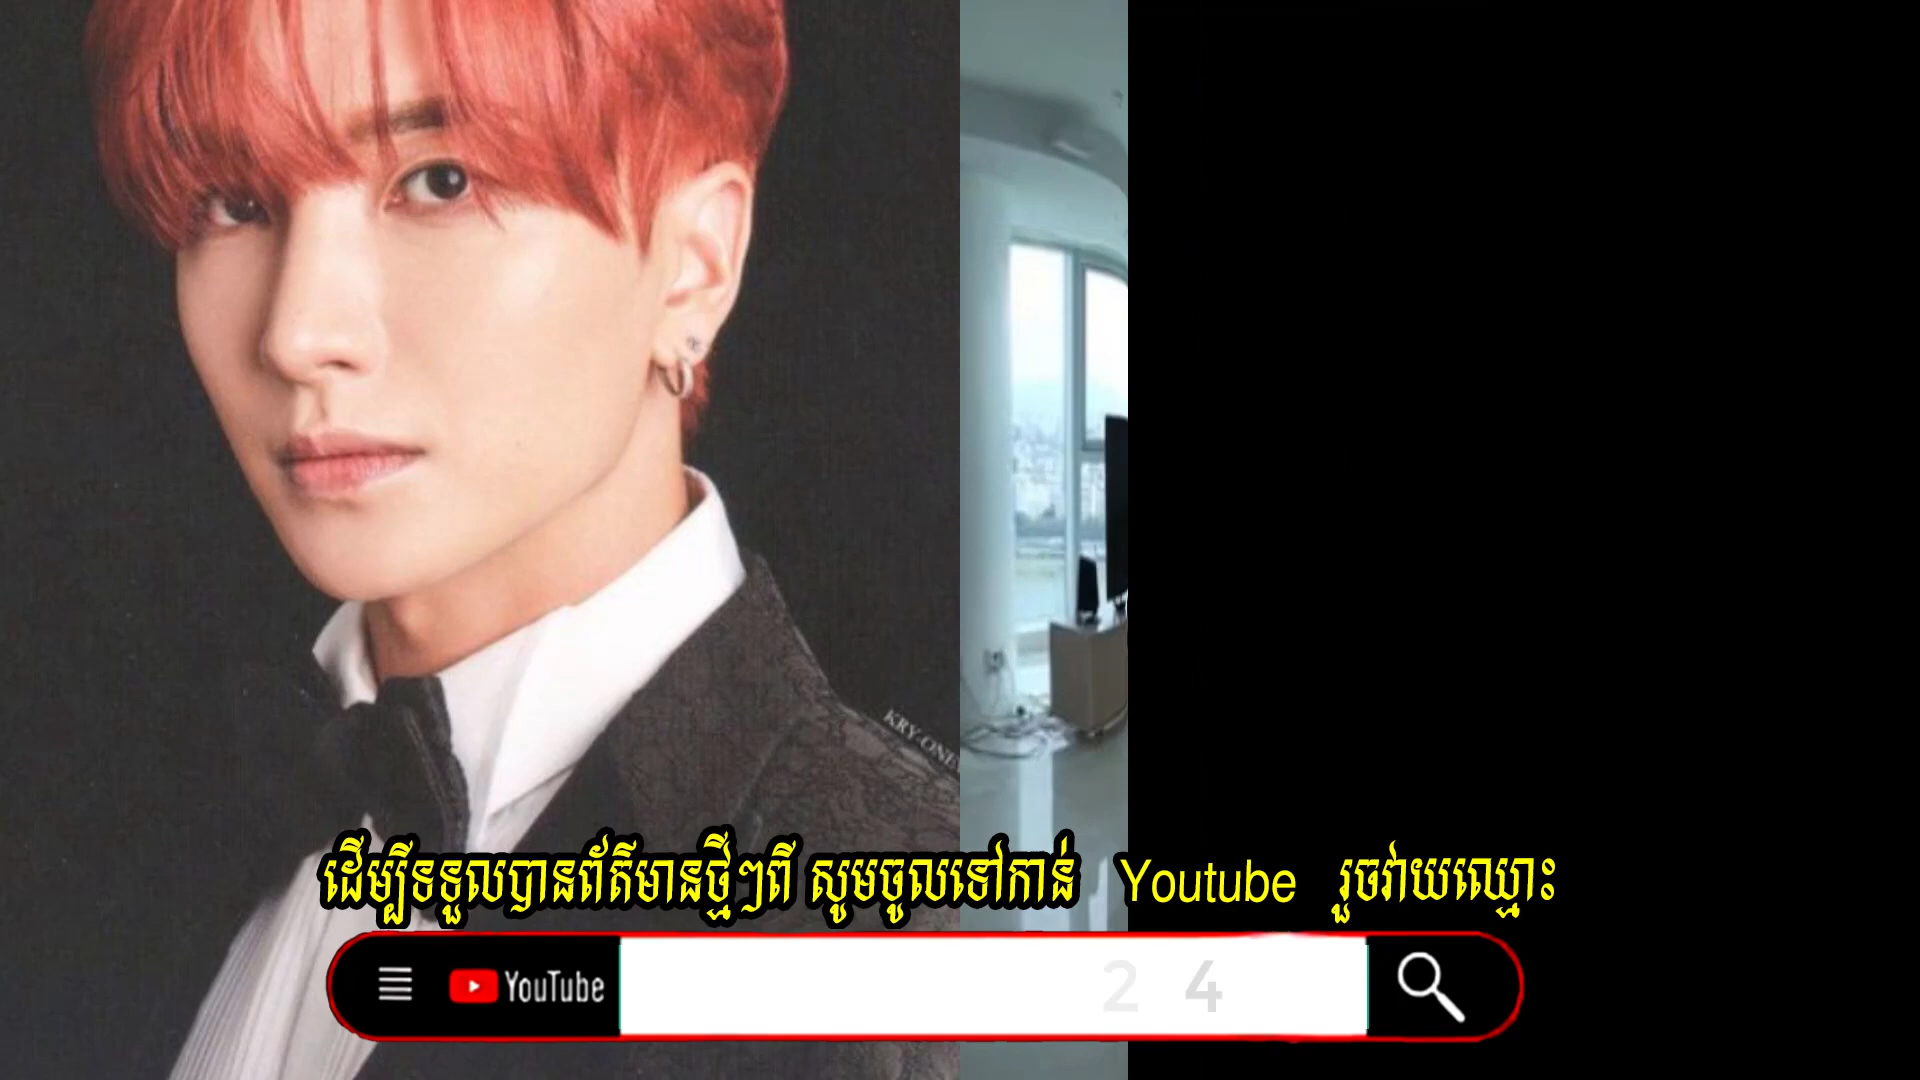 KRY-ONE
ដើម្បីទទួលបានព័ត៌មានថ្មីៗពី សូមចូលទៅកាន់ Youtube រួចវាយឈ្មោះ
YouTube 2 4